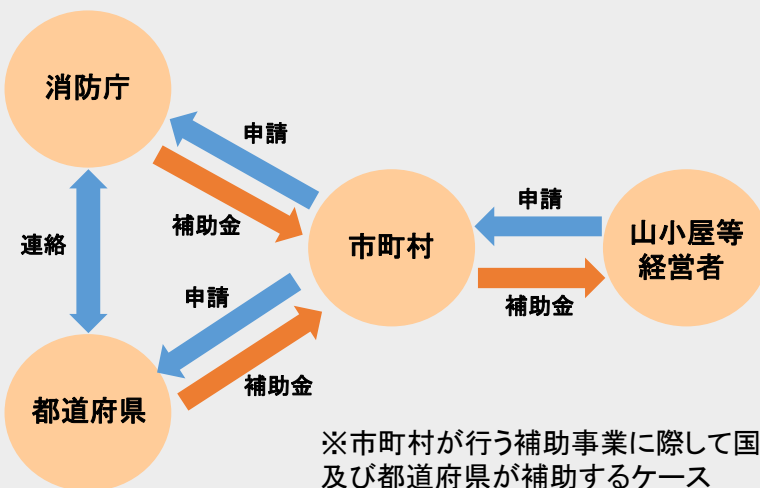 消防庁
申請
補助金
連絡
市町村
申請
山小屋等
経営者
補助金
申請
補助金
都道府県
※市町村が行う補助事業に際して国
及び都道府県が補助するケース